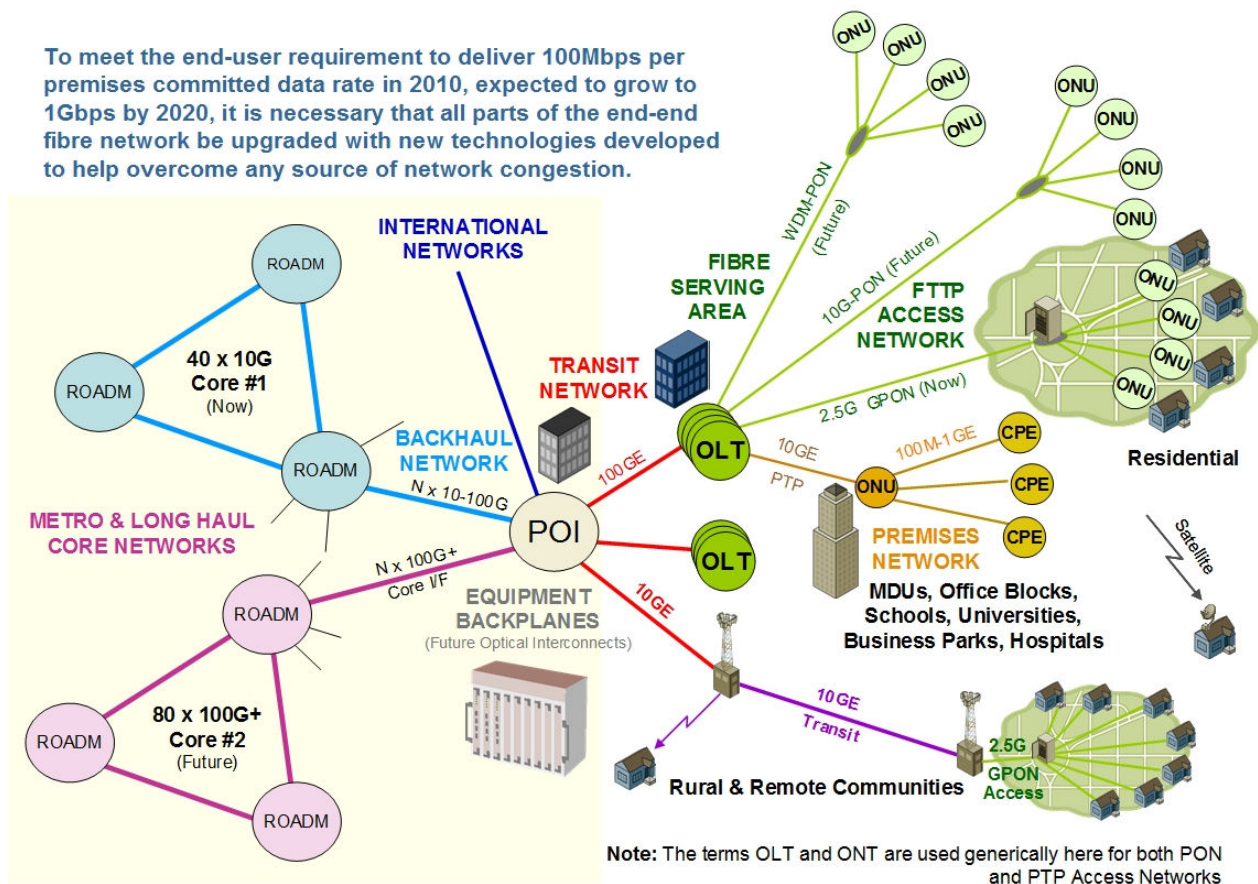 To meet the end-user requirement to deliver 100Mbps per
premises committed data rate in 2010, expected to grow to
1Gbps by 2020, it is necessary that all parts of the end-end
fibre network be upgraded with new technologies developed
to help overcome any source of network congestion.
ONU
ONU
ONU
ONU
ONU
ONU
ONU
ONU
WDM-PON
(Future)
10G-PON (Future)
2.5G GPON (Now)
FIBRE
SERVING
AREA
FTTP
ACCESS
NETWORK
ONU
ONU
ONU
ONU
Residential
INTERNATIONAL
NETWORKS
ROADM
ROADM
ROADM
40 x 10G
Core #1
(Now)
TRANSIT
NETWORK
BACKHAUL
NETWORK
N x 10-100G
100GE
OLT
10GE
PTP
ONU
100M-1GE
CPE
CPE
CPE
PREMISES
NETWORK
MDUs, Office Blocks,
Schools, Universities,
Business Parks, Hospitals
Satellite
METRO & LONG HAUL
CORE NETWORKS
POI
OLT
N x 100G+
Core I/F
10GE
EQUIPMENT
BACKPLANES
(Future Optical Interconnects)
ROADM
ROADM
ROADM
80 x 100G+
Core #2
(Future)
10GE
Transit
2.5G
GPON
Access
Rural & Remote Communities
Note: The terms OLT and ONT are used generically here for both PON
and PTP Access Networks